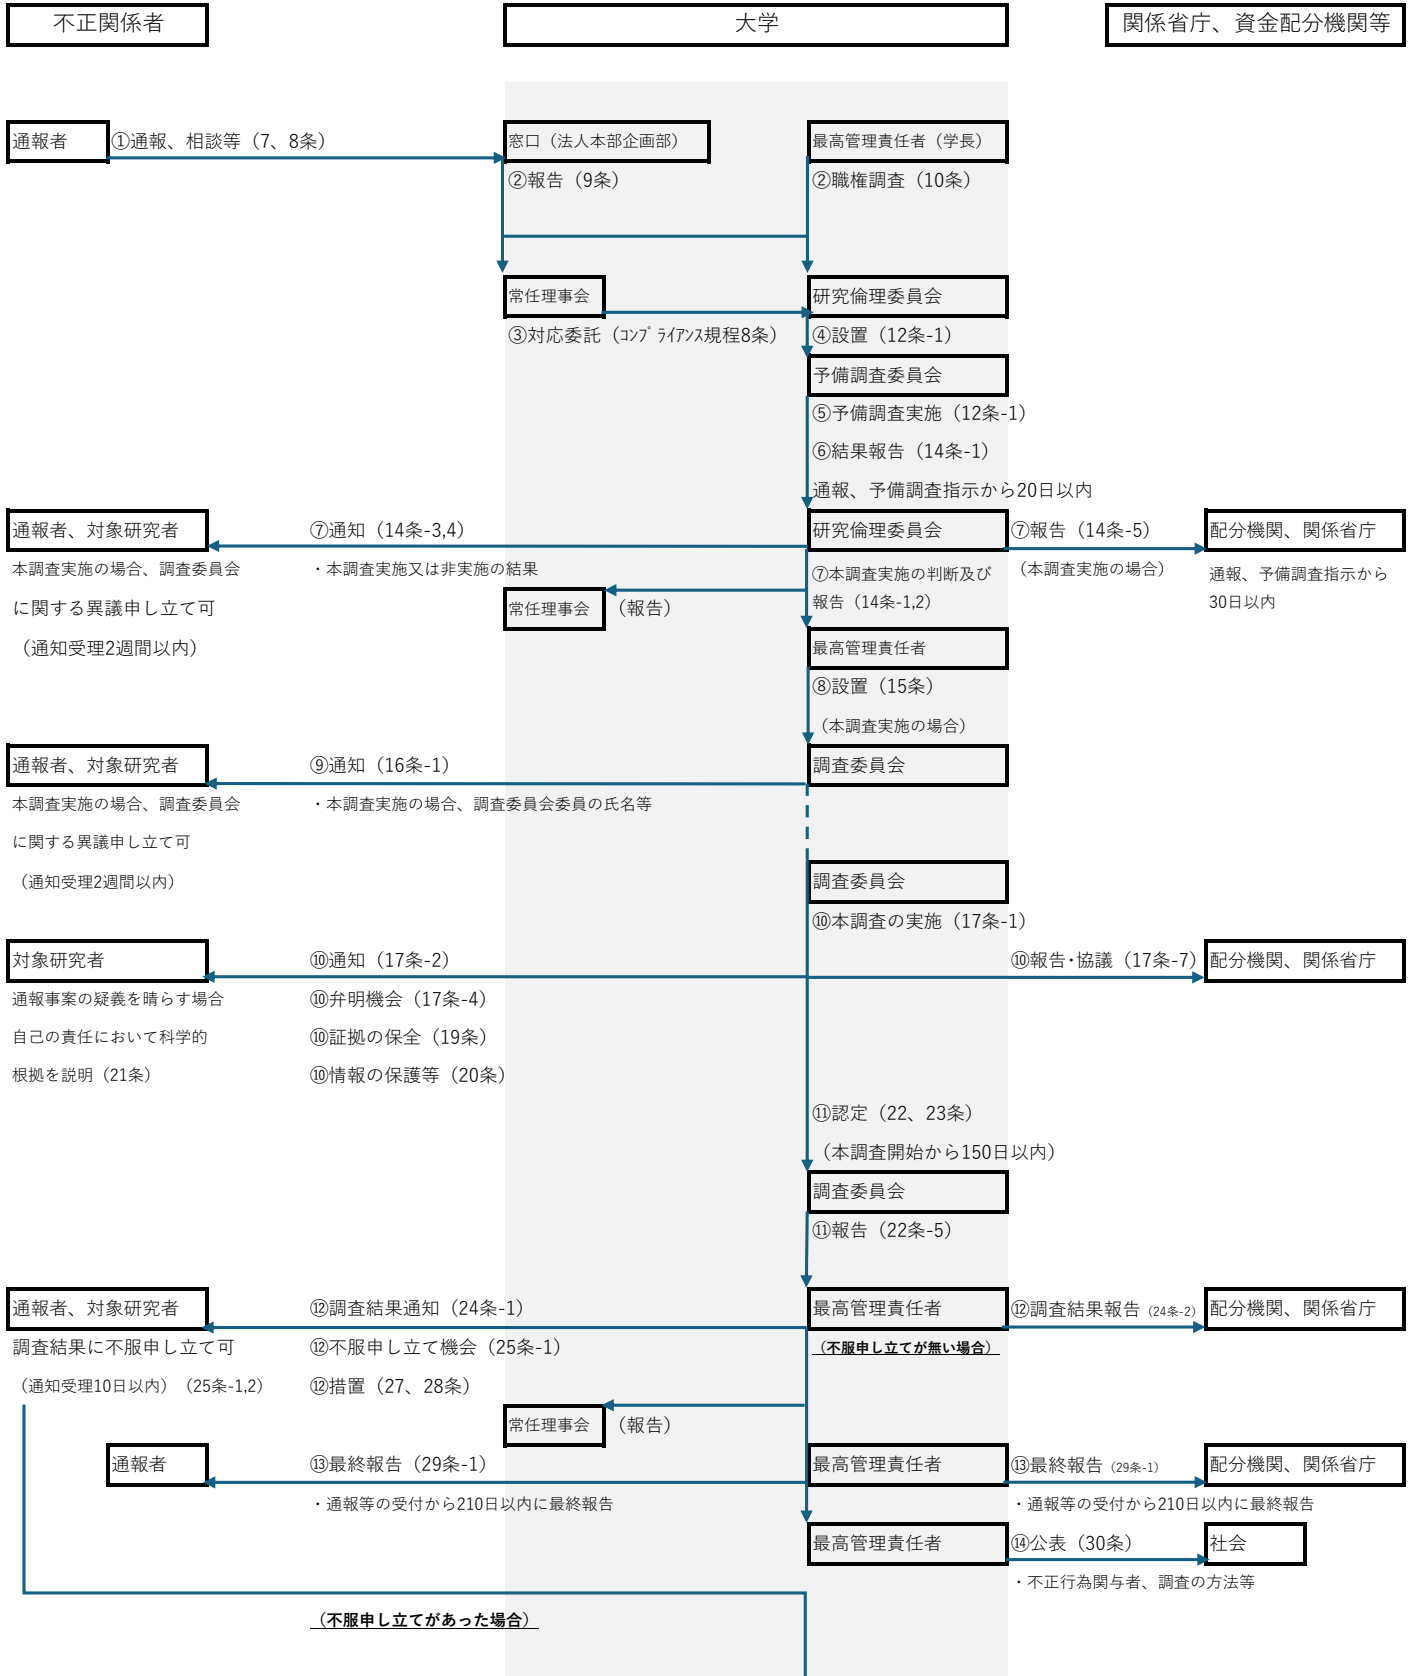 不正関係者
大学
関係省庁、資金配分機関等
通報者
①通報、相談等（7、8条）
窓口（法人本部企画部）
最高管理責任者（学長）
②報告（9条）
②職権調査（10条）
常任理事会
研究倫理委員会
③対応委託（ｺﾝﾌﾟﾗｲｱﾝｽ規程8条）
④設置（12条-1）
予備調査委員会
⑤予備調査実施（12条-1）
⑥結果報告（14条-1）
通報、予備調査指示から20日以内
通報者、対象研究者
⑦通知（14条-3,4）
研究倫理委員会
⑦報告（14条-5）
配分機関、関係省庁
本調査実施の場合、調査委員会
・本調査実施又は非実施の結果
⑦本調査実施の判断及び
（本調査実施の場合）
通報、予備調査指示から
に関する異議申し立て可
常任理事会
（報告）
報告（14条-1,2）
30日以内
（通知受理2週間以内）
最高管理責任者
⑧設置（15条）
（本調査実施の場合）
通報者、対象研究者
⑨通知（16条-1）
調査委員会
本調査実施の場合、調査委員会
・本調査実施の場合、調査委員会委員の氏名等
に関する異議申し立て可
（通知受理2週間以内）
調査委員会
⑩本調査の実施（17条-1）
対象研究者
⑩通知（17条-2）
⑩報告･協議（17条-7）
配分機関、関係省庁
通報事案の疑義を晴らす場合
⑩弁明機会（17条-4）
自己の責任において科学的
⑩証拠の保全（19条）
根拠を説明（21条）
⑩情報の保護等（20条）
⑪認定（22、23条）
（本調査開始から150日以内）
調査委員会
⑪報告（22条-5）
通報者、対象研究者
⑫調査結果通知（24条-1）
最高管理責任者
⑫調査結果報告（24条-2）
配分機関、関係省庁
調査結果に不服申し立て可
⑫不服申し立て機会（25条-1）
（不服申し立てが無い場合）
（通知受理10日以内）（25条-1,2）
⑫措置（27、28条）
常任理事会
（報告）
通報者
⑬最終報告（29条-1）
最高管理責任者
⑬最終報告（29条-1）
配分機関、関係省庁
・通報等の受付から210日以内に最終報告
・通報等の受付から210日以内に最終報告
最高管理責任者
⑭公表（30条）
社会
・不正行為関与者、調査の方法等
（不服申し立てがあった場合）